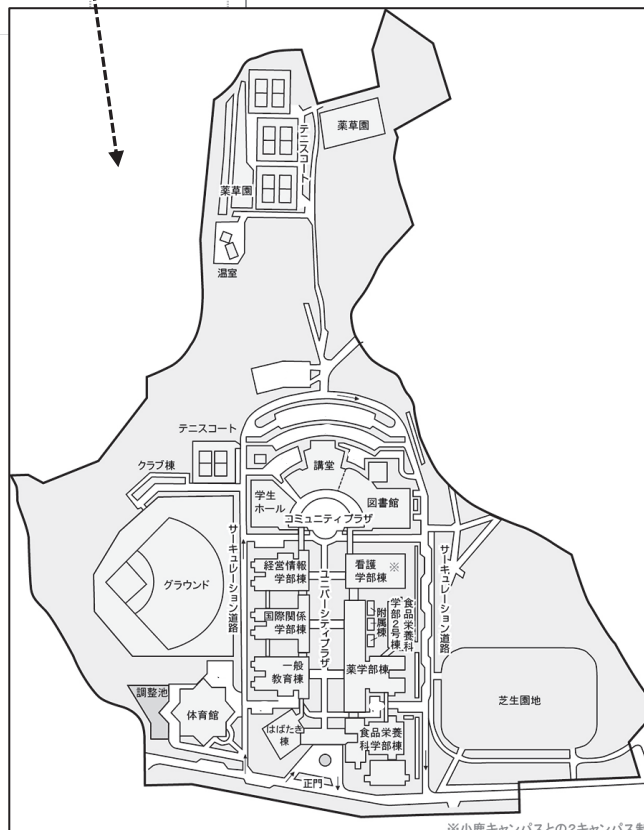 薬草園
テニスコート
薬草園
温室
テニスコート
クラブ棟
講堂
学生
ホール
図書館
コミュニティプラザ
サーキュレーション道路
グラウンド
経営情報
学部棟
ユニバーシティプラザ
看護
学部棟
※
サーキュレーション道路
国際関係
学部棟
附属棟
食品栄養科
学部2号棟
一般
教育棟
薬学部棟
調整池
体育館
芝生園地
はばたき
棟
食品栄養
科学部棟
正門
※小鹿キャンパスとの2キャンパス制